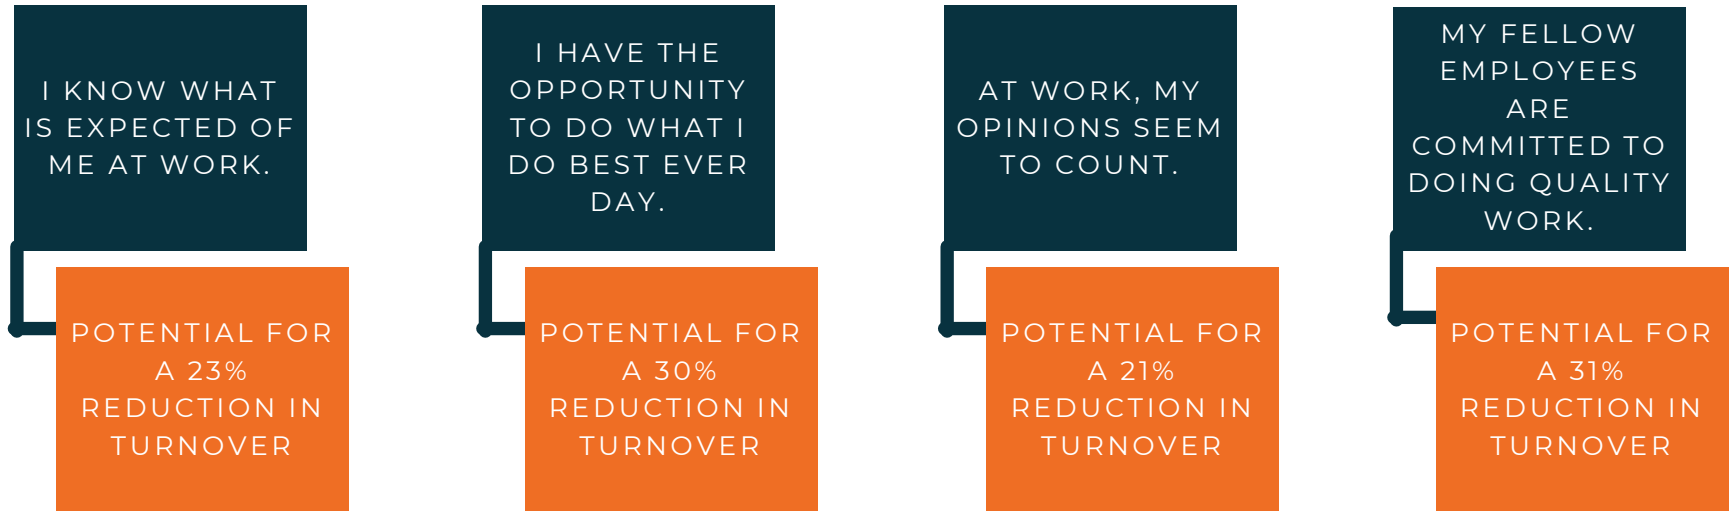 I KNOW WHAT
IS EXPECTED OF
ME AT WORK.
POTENTIAL FOR
A 23%
REDUCTION IN
TURNOVER
I HAVE THE
OPPORTUNITY
TO DO WHAT I
DO BEST EVER
DAY.
POTENTIAL FOR
A 30%
REDUCTION IN
TURNOVER
AT WORK, MY
OPINIONS SEEM
TO COUNT.
POTENTIAL FOR
A 21%
REDUCTION IN
TURNOVER
MY FELLOW
EMPLOYEES
ARE
COMMITTED TO
DOING QUALITY
WORK.
POTENTIAL FOR
A 31%
REDUCTION IN
TURNOVER